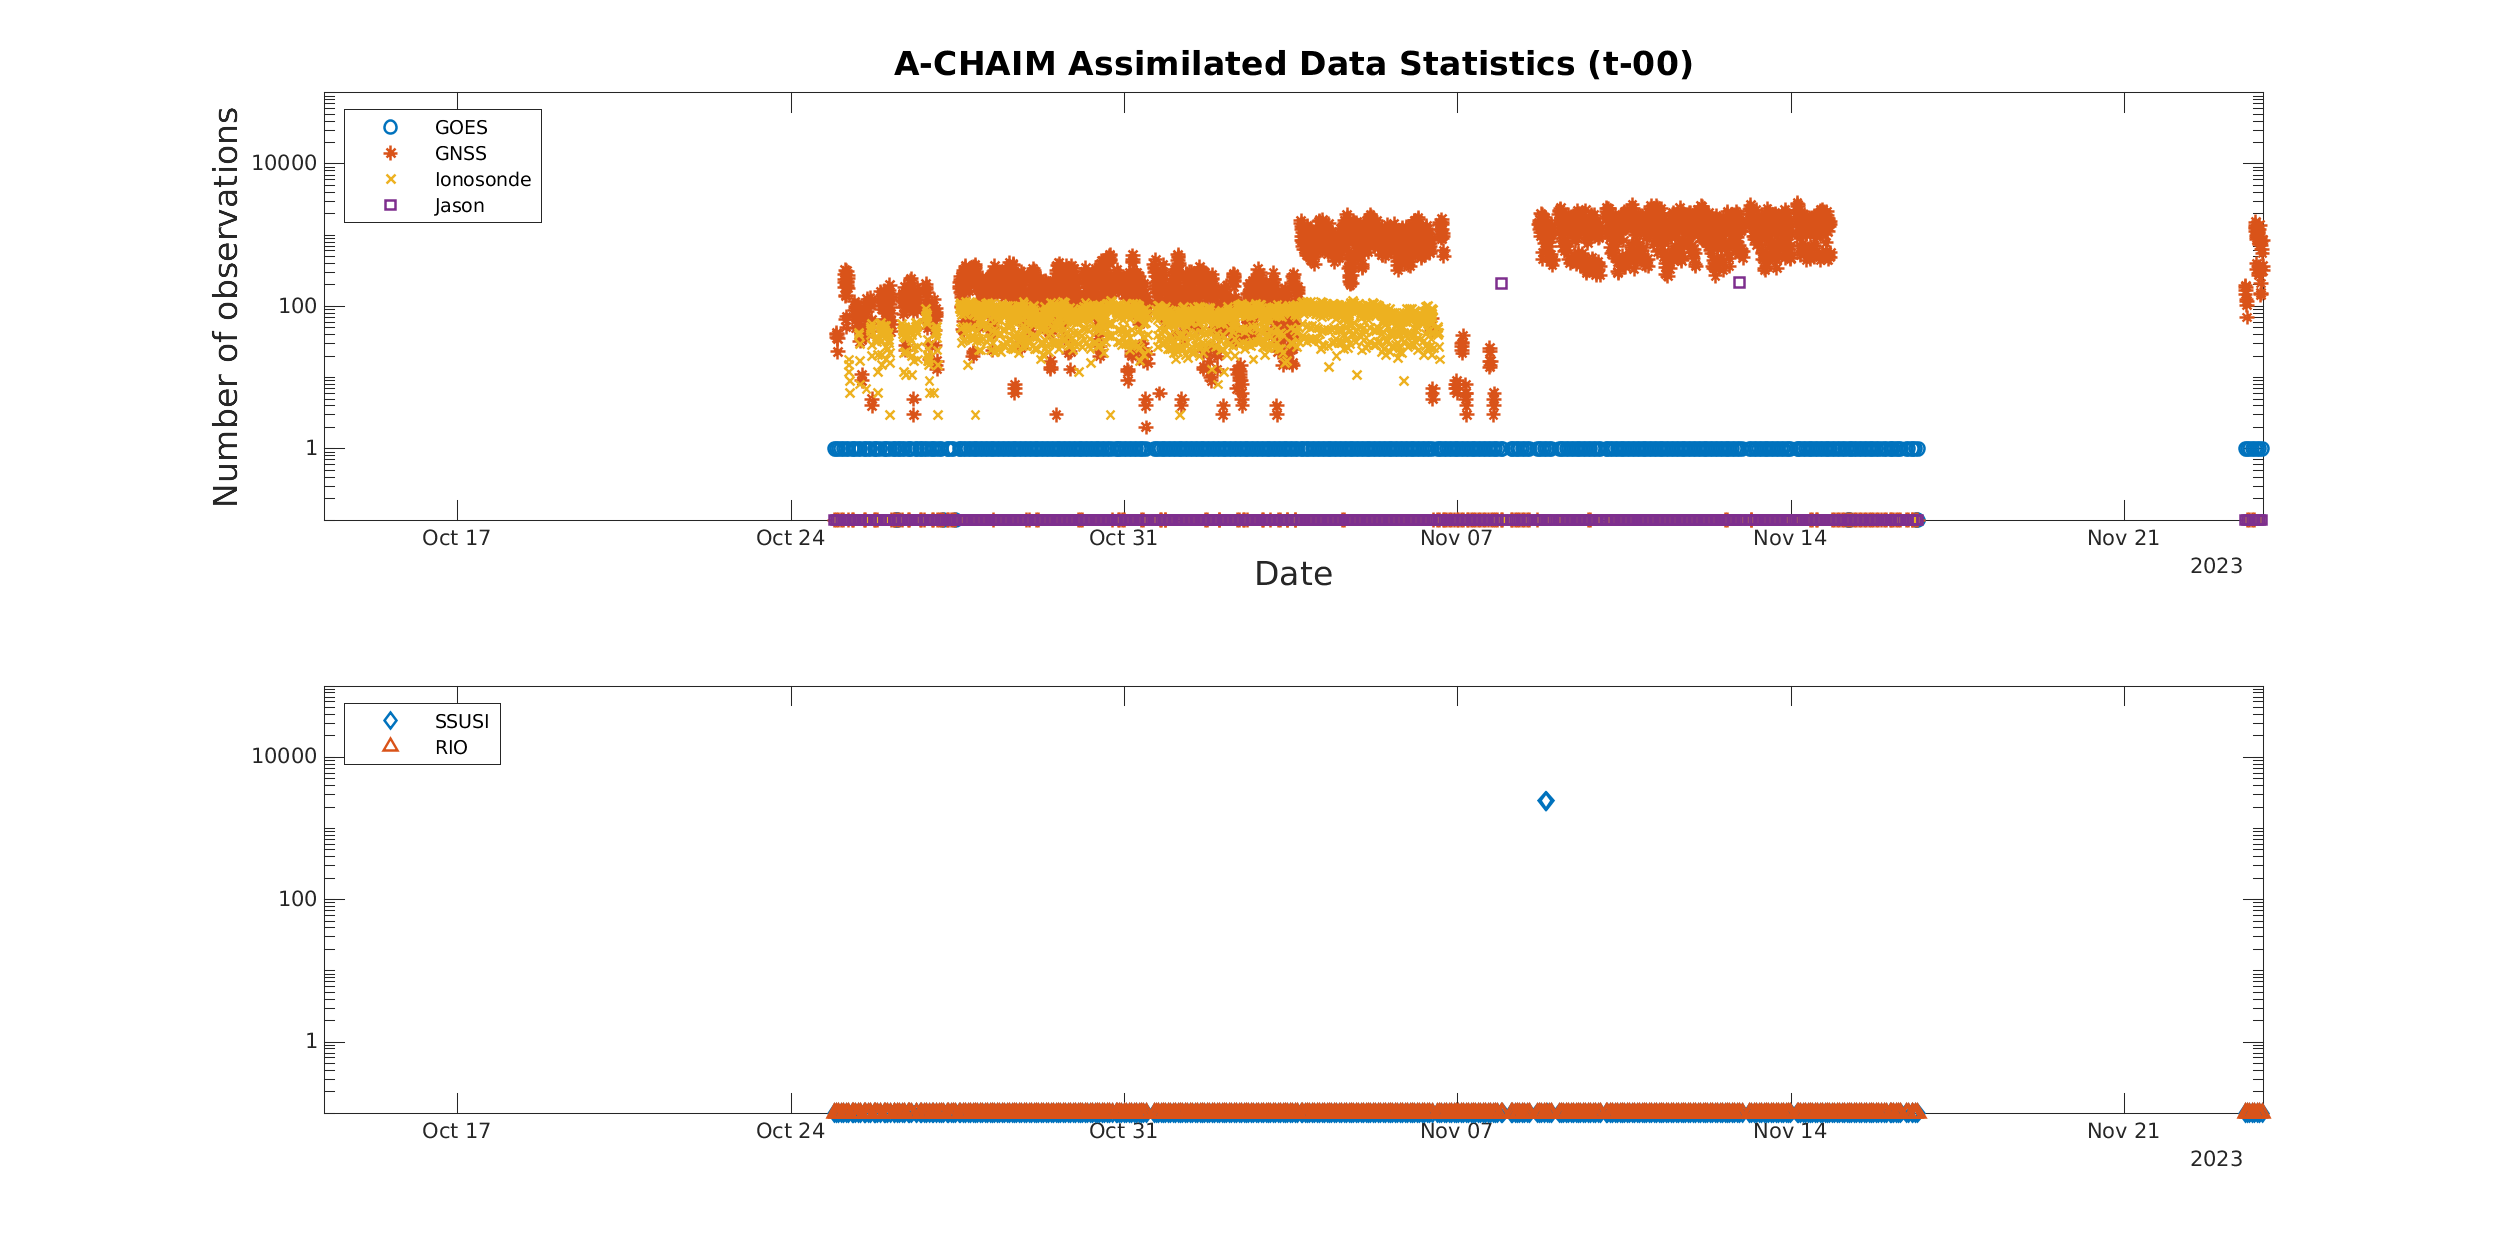 A-CHAIM Assimilated Data Statistics (t-00)
GOES
GNSS
Ionosonde
Jason
Number of observations
10000
100
1
Oct 17
Oct 24
Oct 31
Nov 07
Nov 14
Nov 21
2023
Date
SSUSI
RIO
10000
100
1
Oct 17
Oct 24
Oct 31
Nov 07
Nov 14
Nov 21
2023